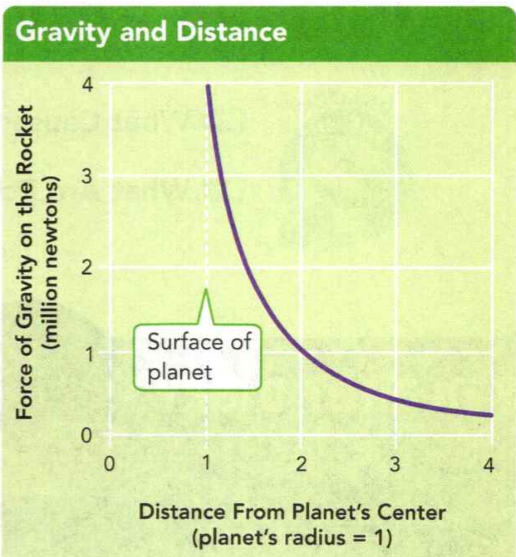 Gravity and Distance
Force of Gravity on the Rocket
(million newtons)
4
3
2
1
0
Surface of
planet
0 1 2 3 4
Distance From Planet's Center
(planet's radius = 1)